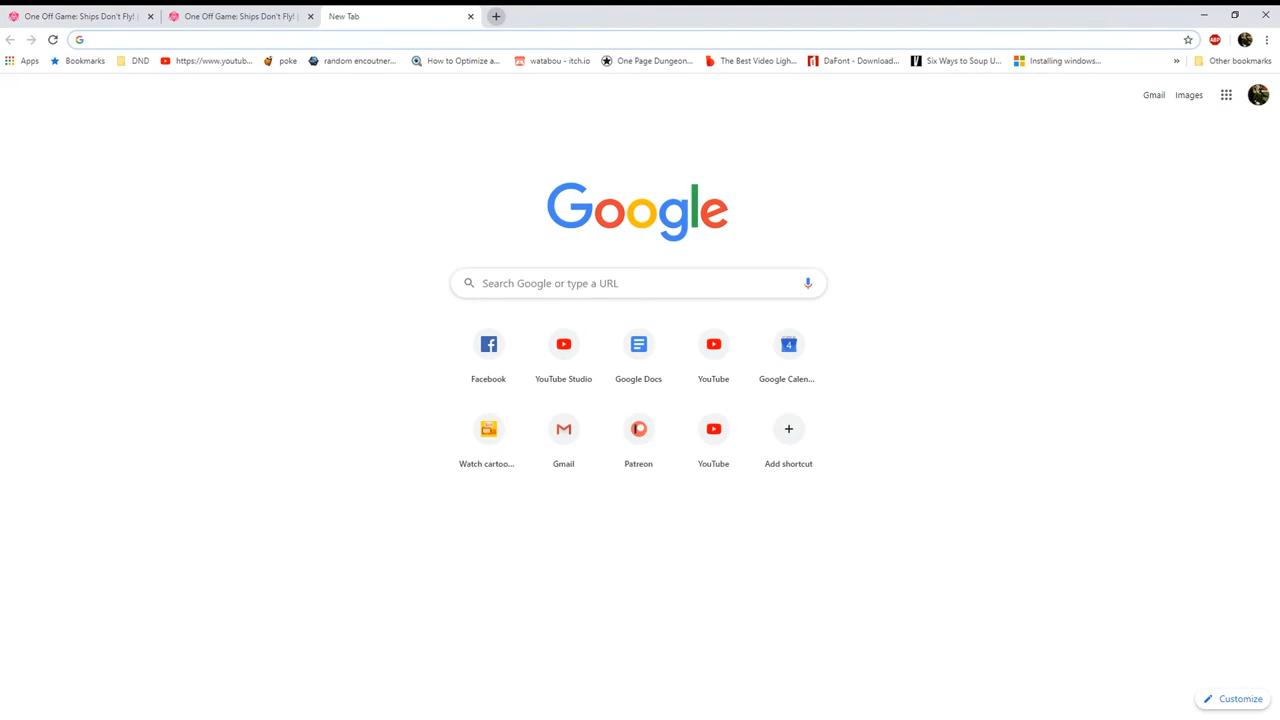 One Off Game: Ships Don't Fly! | One Off Game: Ships Don't Fly! | New Tab
Apps Bookmarks DND https://www.youtub... poke random encoutner... How to Optimize a... watabou - itch.io One Page Dungeon... The Best Video Ligh... DaFont - Download... Six Ways to Soup U... Installing windows... » Other bookmarks
Gmail Images
Google
Search Google or type a URL
Facebook YouTube Studio Google Docs YouTube Google Calen...
Watch cartoo... Gmail Patreon YouTube Add shortcut
Customize